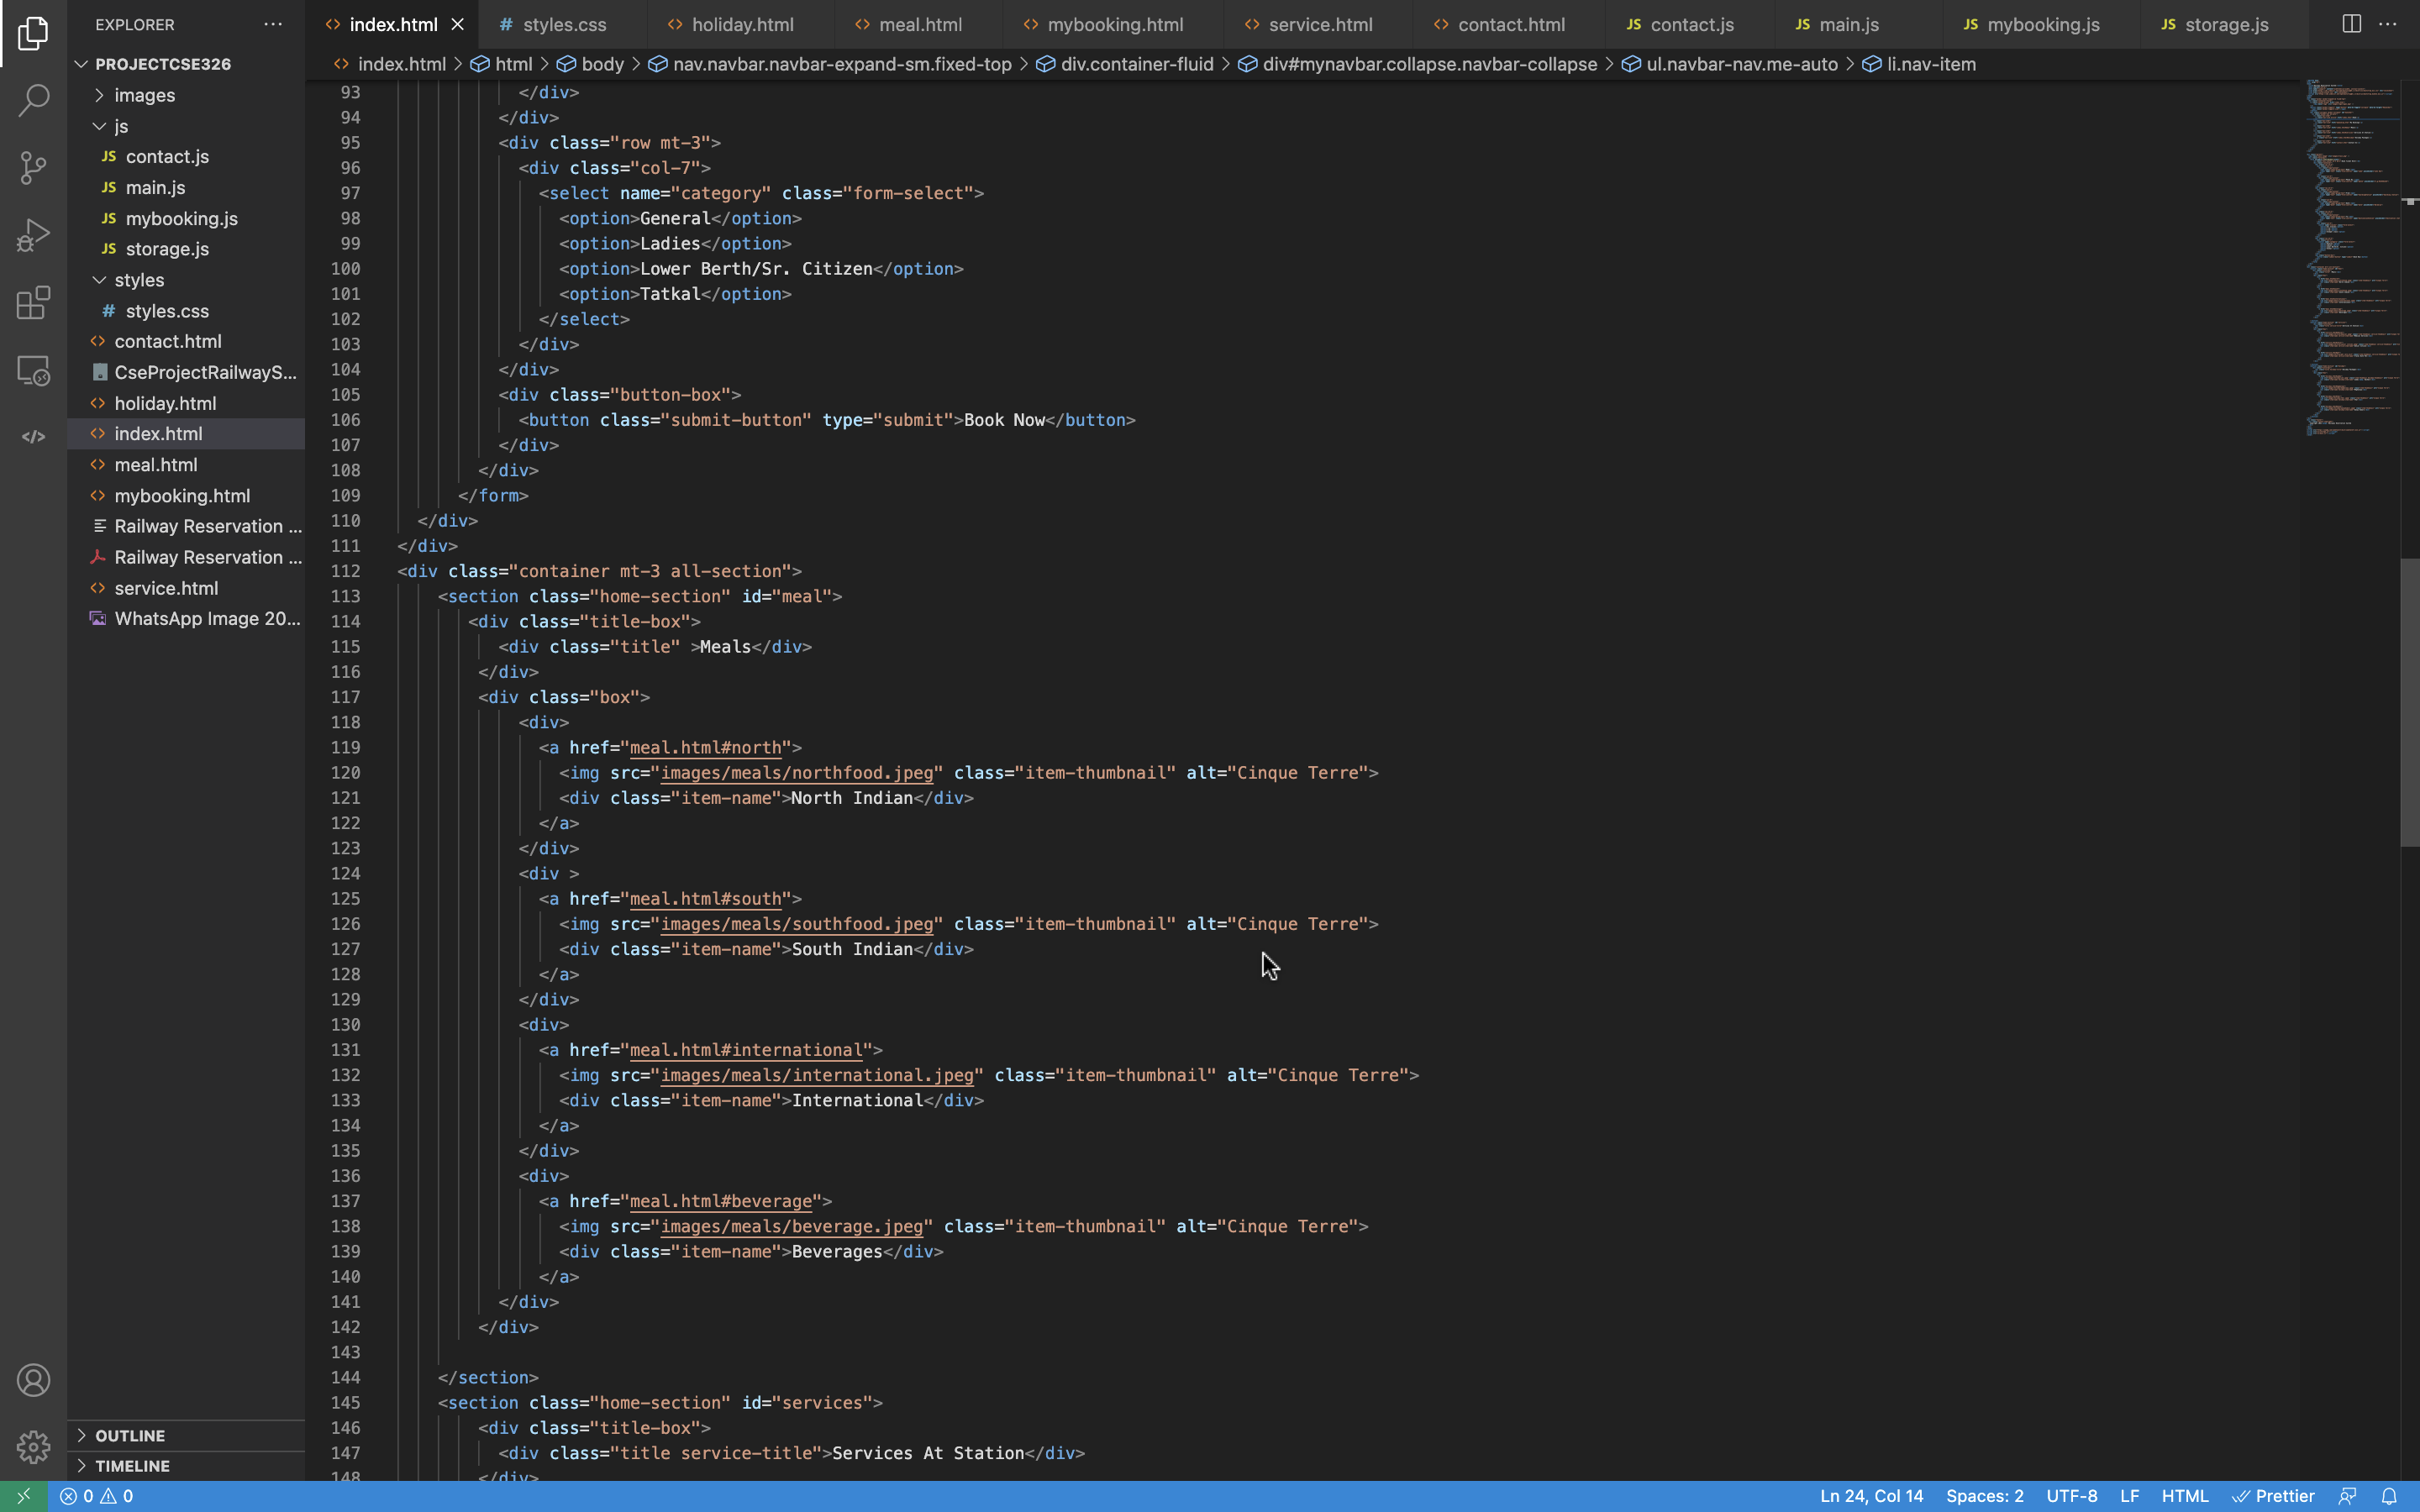 EXPLORER
index.html
styles.css
holiday.html
meal.html
mybooking.html
service.html
contact.html
JS contact.js
JS main.js
JS mybooking.js
JS storage.js
index.html > html > body > nav.navbar.navbar-expand-sm.fixed-top > div.container-fluid > div#mynavbar.collapse.navbar-collapse > ul.navbar-nav.me-auto > li.nav-item
PROJECTCSE326
images
js
JS contact.js
JS main.js
JS mybooking.js
JS storage.js
styles
# styles.css
contact.html
CseProjectRailwayS...
holiday.html
index.html
meal.html
mybooking.html
Railway Reservation ...
Railway Reservation ...
service.html
WhatsApp Image 20...
OUTLINE
TIMELINE
93 </div>
94 </div>
95 <div class="row mt-3">
96 <div class="col-7">
97 <select name="category" class="form-select">
98 <option>General</option>
99 <option>Ladies</option>
100 <option>Lower Berth/Sr. Citizen</option>
101 <option>Tatkal</option>
102 </select>
103 </div>
104 </div>
105 <div class="button-box">
106 <button class="submit-button" type="submit">Book Now</button>
107 </div>
108 </div>
109 </form>
110 </div>
111 </div>
112 <div class="container mt-3 all-section">
113 <section class="home-section" id="meal">
114 <div class="title-box">
115 <div class="title" >Meals</div>
116 </div>
117 <div class="box">
118 <div>
119 <a href="meal.html#north">
120 <img src="images/meals/northfood.jpeg" class="item-thumbnail" alt="Cinque Terre">
121 <div class="item-name">North Indian</div>
122 </a>
123 </div>
124 <div >
125 <a href="meal.html#south">
126 <img src="images/meals/southfood.jpeg" class="item-thumbnail" alt="Cinque Terre">
127 <div class="item-name">South Indian</div>
128 </a>
129 </div>
130 <div>
131 <a href="meal.html#international">
132 <img src="images/meals/international.jpeg" class="item-thumbnail" alt="Cinque Terre">
133 <div class="item-name">International</div>
134 </a>
135 </div>
136 <div>
137 <a href="meal.html#beverage">
138 <img src="images/meals/beverage.jpeg" class="item-thumbnail" alt="Cinque Terre">
139 <div class="item-name">Beverages</div>
140 </a>
141 </div>
142 </div>
143
144 </section>
145 <section class="home-section" id="services">
146 <div class="title-box">
147 <div class="title service-title">Services At Station</div>
148 </div>
0 0
Ln 24, Col 14 Spaces: 2 UTF-8 LF HTML Prettier